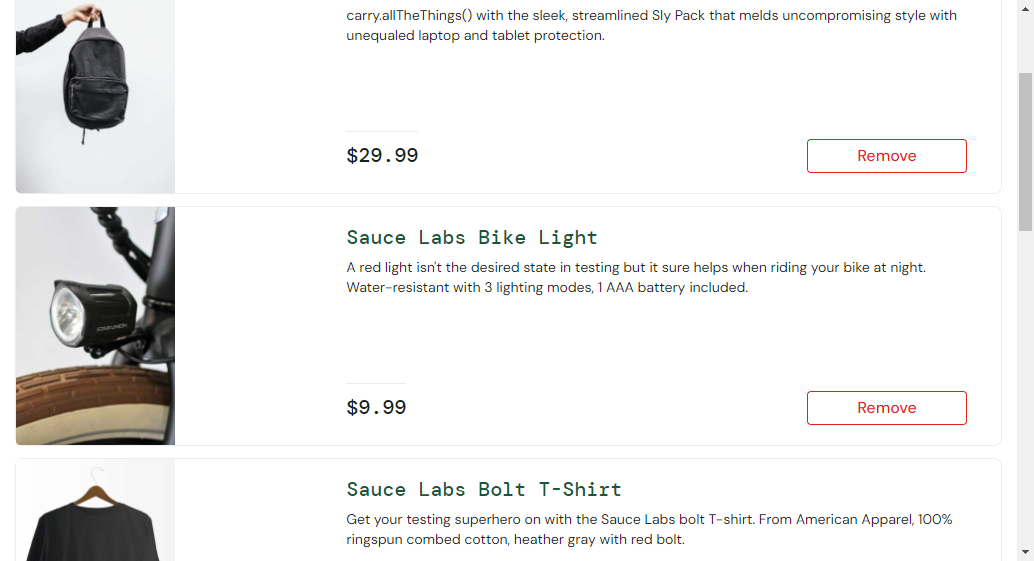 carry.allTheThings() with the sleek, streamlined Sly Pack that melds uncompromising style with
unequaled laptop and tablet protection.
$29.99
Remove
Sauce Labs Bike Light
A red light isn't the desired state in testing but it sure helps when riding your bike at night.
Water-resistant with 3 lighting modes, 1 AAA battery included.
$9.99
Remove
Sauce Labs Bolt T-Shirt
Get your testing superhero on with the Sauce Labs bolt T-shirt. From American Apparel, 100%
ringspun combed cotton, heather gray with red bolt.